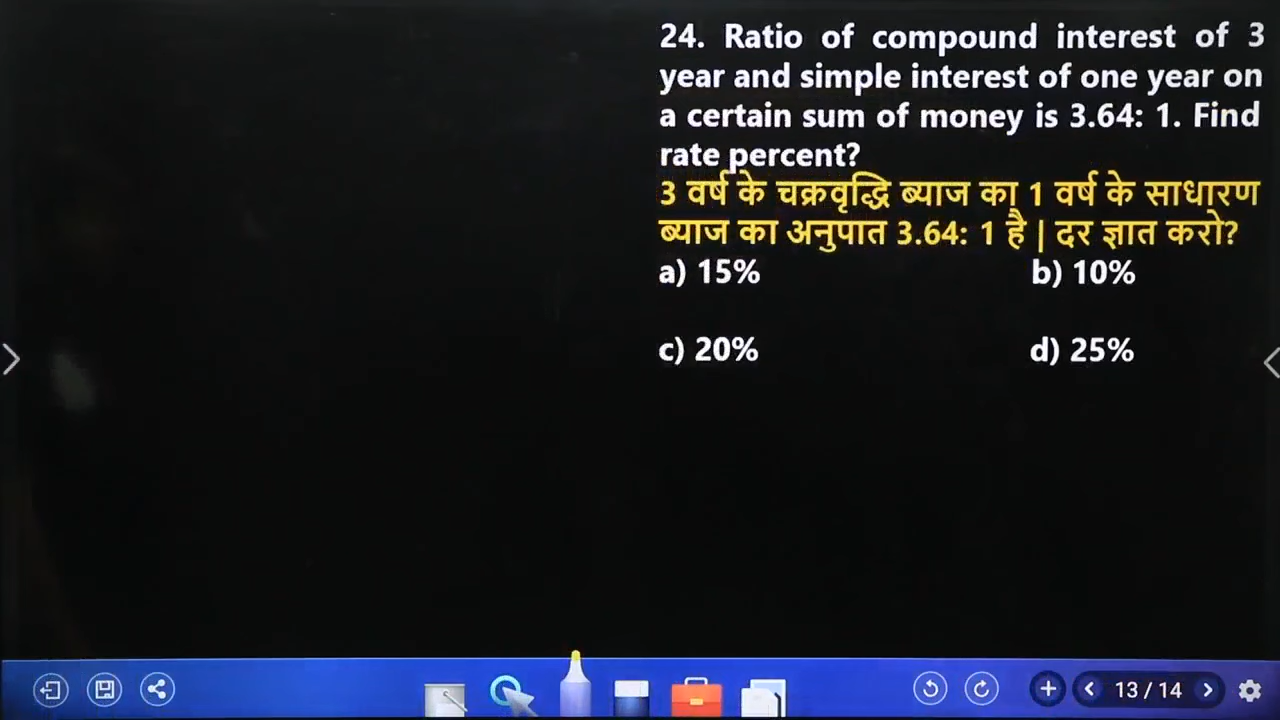 24. Ratio of compound interest of 3
year and simple interest of one year on
a certain sum of money is 3.64: 1. Find
rate percent?
3 वर्ष के चक्रवृद्धि ब्याज का 1 वर्ष के साधारण
ब्याज का अनुपात 3.64: 1 है | दर ज्ञात करो?
a) 15%
b) 10%
c) 20%
d) 25%
13 / 14